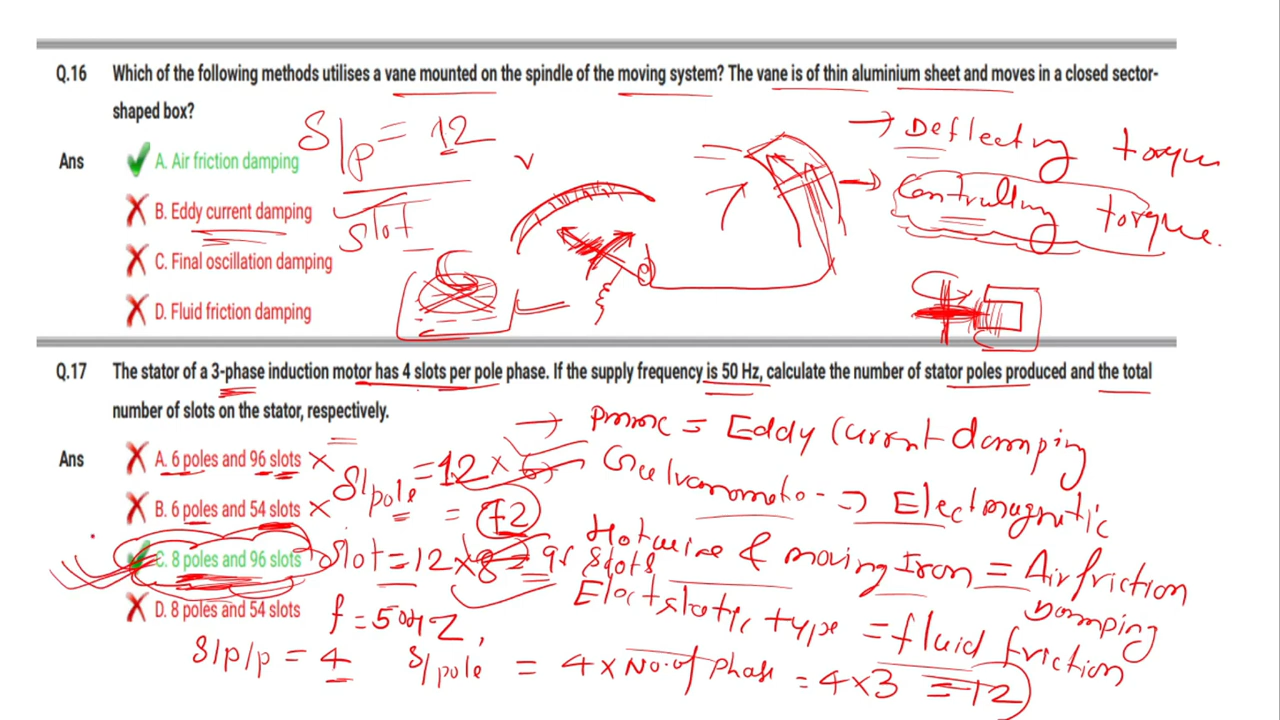 Q.16 Which of the following methods utilises a vane mounted on the spindle of the moving system? The vane is of thin aluminium sheet and moves in a closed sector-
shaped box?
S/p = 12
slot
→ Deflecting torque
→ Controlling torque.
Ans A. Air friction damping
B. Eddy current damping
C. Final oscillation damping
D. Fluid friction damping
Q.17 The stator of a 3-phase induction motor has 4 slots per pole phase. If the supply frequency is 50 Hz, calculate the number of stator poles produced and the total
number of slots on the stator, respectively.
→ PMMC = Eddy Current damping
Ans A. 6 poles and 96 slots
B. 6 poles and 54 slots
C. 8 poles and 96 slots
D. 8 poles and 54 slots
S/pole = 12 × 6
= 72
⇒ Electromagnetic
slot = 12 × 8 = 96 slots
Hotwire & moving Iron = Air friction
Damping
type = fluid friction
f = 50HZ,
S/p/p = 4 S/pole = 4 × No. of phase = 4 × 3 = 12